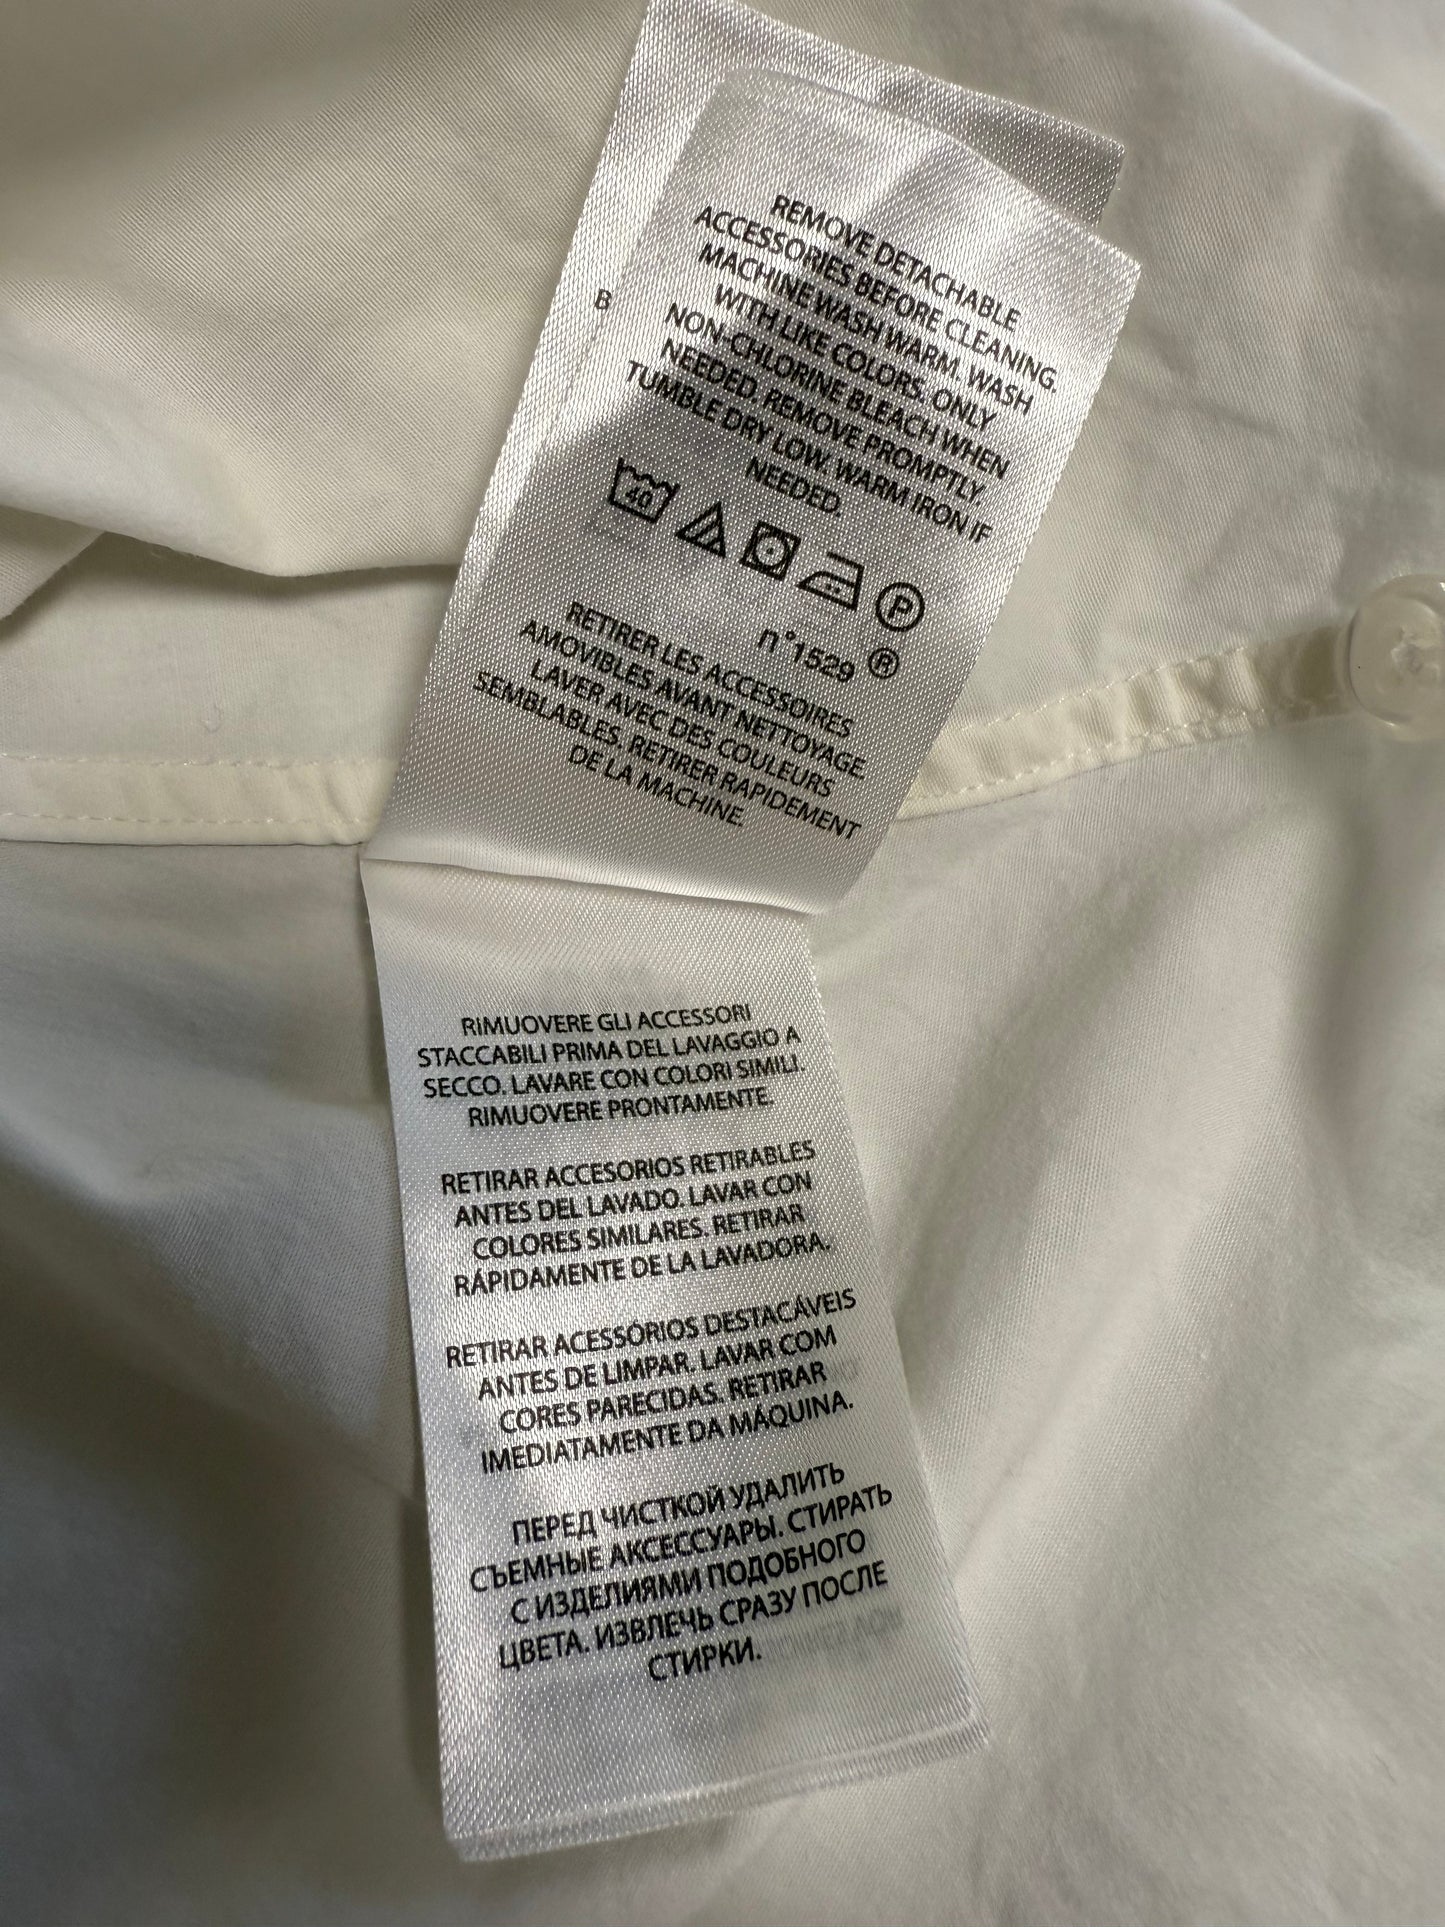 B
REMOVE DETACHABLE
ACCESSORIES BEFORE CLEANING.
MACHINE WASH WARM. WASH
WITH LIKE COLORS. ONLY
NON-CHLORINE BLEACH WHEN
NEEDED. REMOVE PROMPTLY
TUMBLE DRY LOW. WARM IRON IF
NEEDED.
40 P
n°1529 ®
RETIRER LES ACCESSOIRES
AMOVIBLES AVANT NETTOYAGE.
LAVER AVEC DES COULEURS
SEMBLABLES. RETIRER RAPIDEMENT
DE LA MACHINE.
RIMUOVERE GLI ACCESSORI
STACCABILI PRIMA DEL LAVAGGIO A
SECCO. LAVARE CON COLORI SIMILI.
RIMUOVERE PRONTAMENTE.
RETIRAR ACCESORIOS RETIRABLES
ANTES DEL LAVADO. LAVAR CON
COLORES SIMILARES. RETIRAR
RÁPIDAMENTE DE LA LAVADORA.
RETIRAR ACESSÓRIOS DESTACÁVEIS
ANTES DE LIMPAR. LAVAR COM
CORES PARECIDAS. RETIRAR
IMEDIATAMENTE DA MÁQUINA.
ПЕРЕД ЧИСТКОЙ УДАЛИТЬ
СЪЕМНЫЕ АКСЕССУАРЫ. СТИРАТЬ
С ИЗДЕЛИЯМИ ПОДОБНОГО
ЦВЕТА. ИЗВЛЕЧЬ СРАЗУ ПОСЛЕ
СТИРКИ.